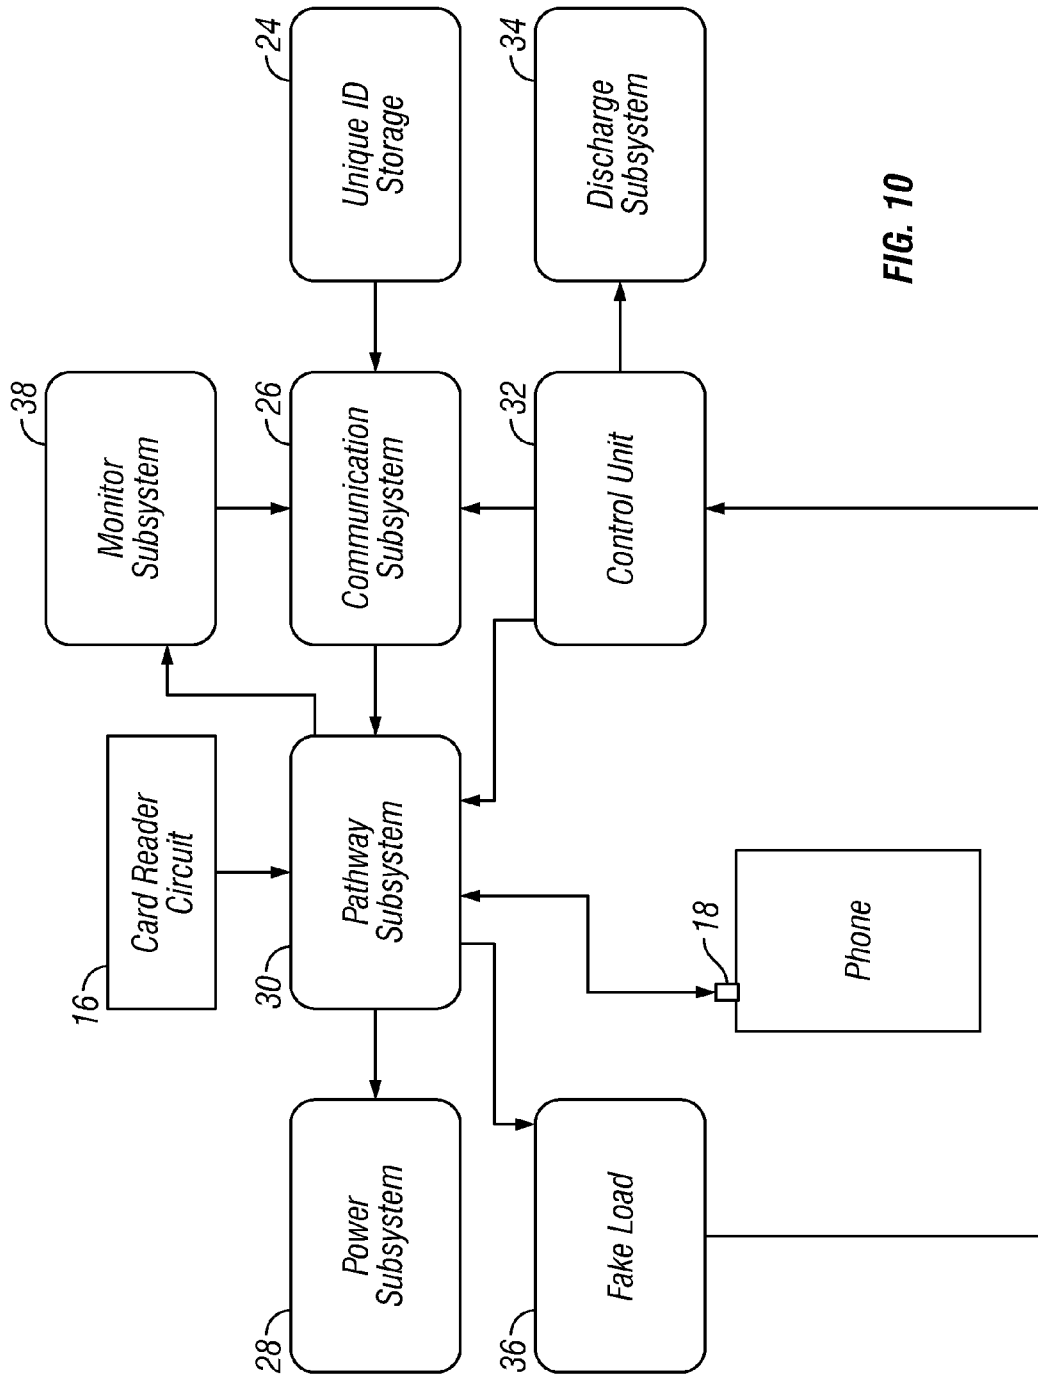 16
Card Reader
Circuit
38
Monitor
Subsystem
28
Power
Subsystem
30
Pathway
Subsystem
26
Communication
Subsystem
24
Unique ID
Storage
36
Fake Load
18
Phone
32
Control Unit
34
Discharge
Subsystem
FIG. 10